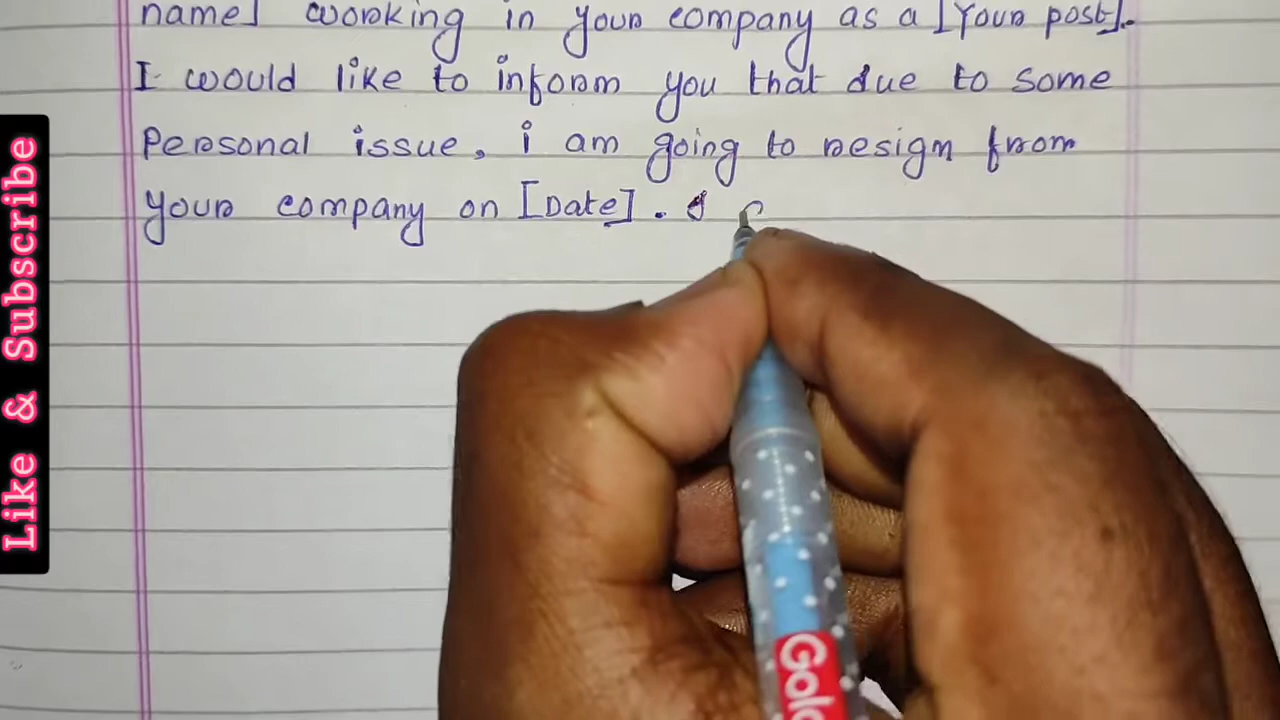 name] working in your company as a [Your post].
I would like to inform you that due to some
Personal issue, i am going to resign from
your company on [Date]. I
Like & Subscribe
Gold